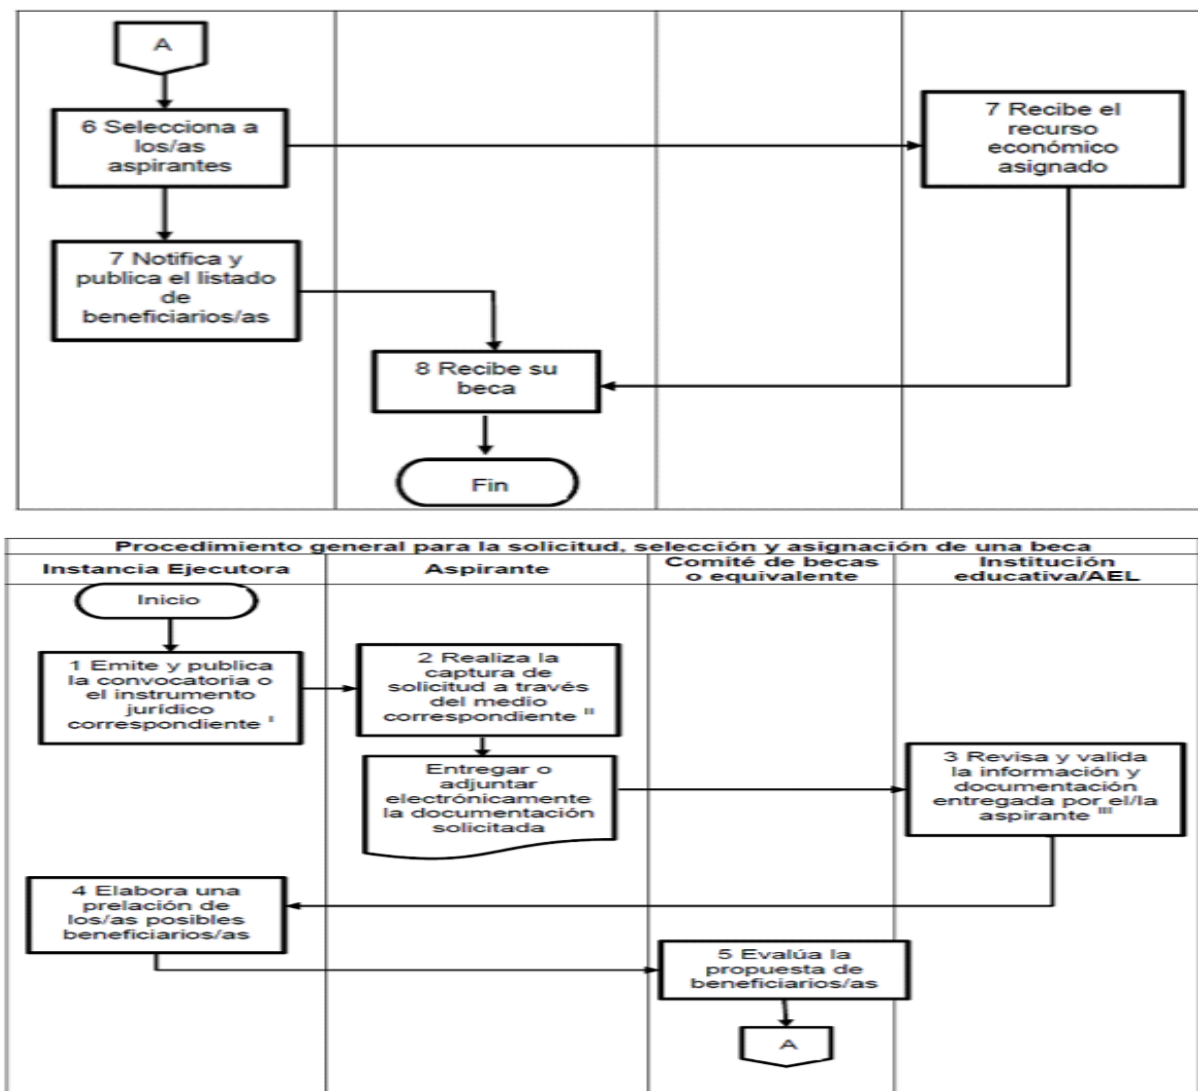 A
6 Selecciona a
los/as
aspirantes
7 Recibe el
recurso
económico
asignado
7 Notifica y
publica el listado
de
beneficiarios/as
8 Recibe su
beca
Fin
Procedimiento general para la solicitud, selección y asignación de una beca
Instancia Ejecutora
Aspirante
Comité de becas
o equivalente
Institución
educativa/AEL
Inicio
1 Emite y publica
la convocatoria o
el instrumento
jurídico
correspondiente I
2 Realiza la
captura de
solicitud a través
del medio
correspondiente II
Entregar o
adjuntar
electrónicamente
la documentación
solicitada
3 Revisa y valida
la información y
documentación
entregada por el/la
aspirante III
4 Elabora una
prelación de
los/as posibles
beneficiarios/as
5 Evalúa la
propuesta de
beneficiarios/as
A